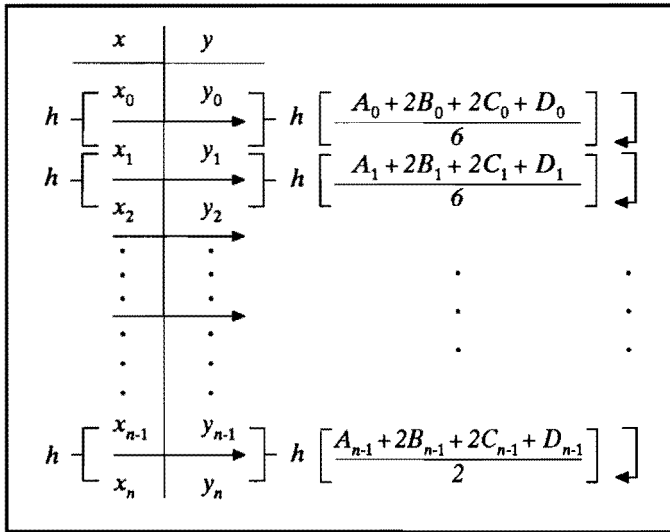 x y
h x₀ y₀ h [ (A₀ + 2B₀ + 2C₀ + D₀) / 6 ]
h x₁ y₁ h [ (A₁ + 2B₁ + 2C₁ + D₁) / 6 ]
x₂ y₂
h xₙ₋₁ yₙ₋₁ h [ (Aₙ₋₁ + 2Bₙ₋₁ + 2Cₙ₋₁ + Dₙ₋₁) / 2 ]
xₙ yₙ